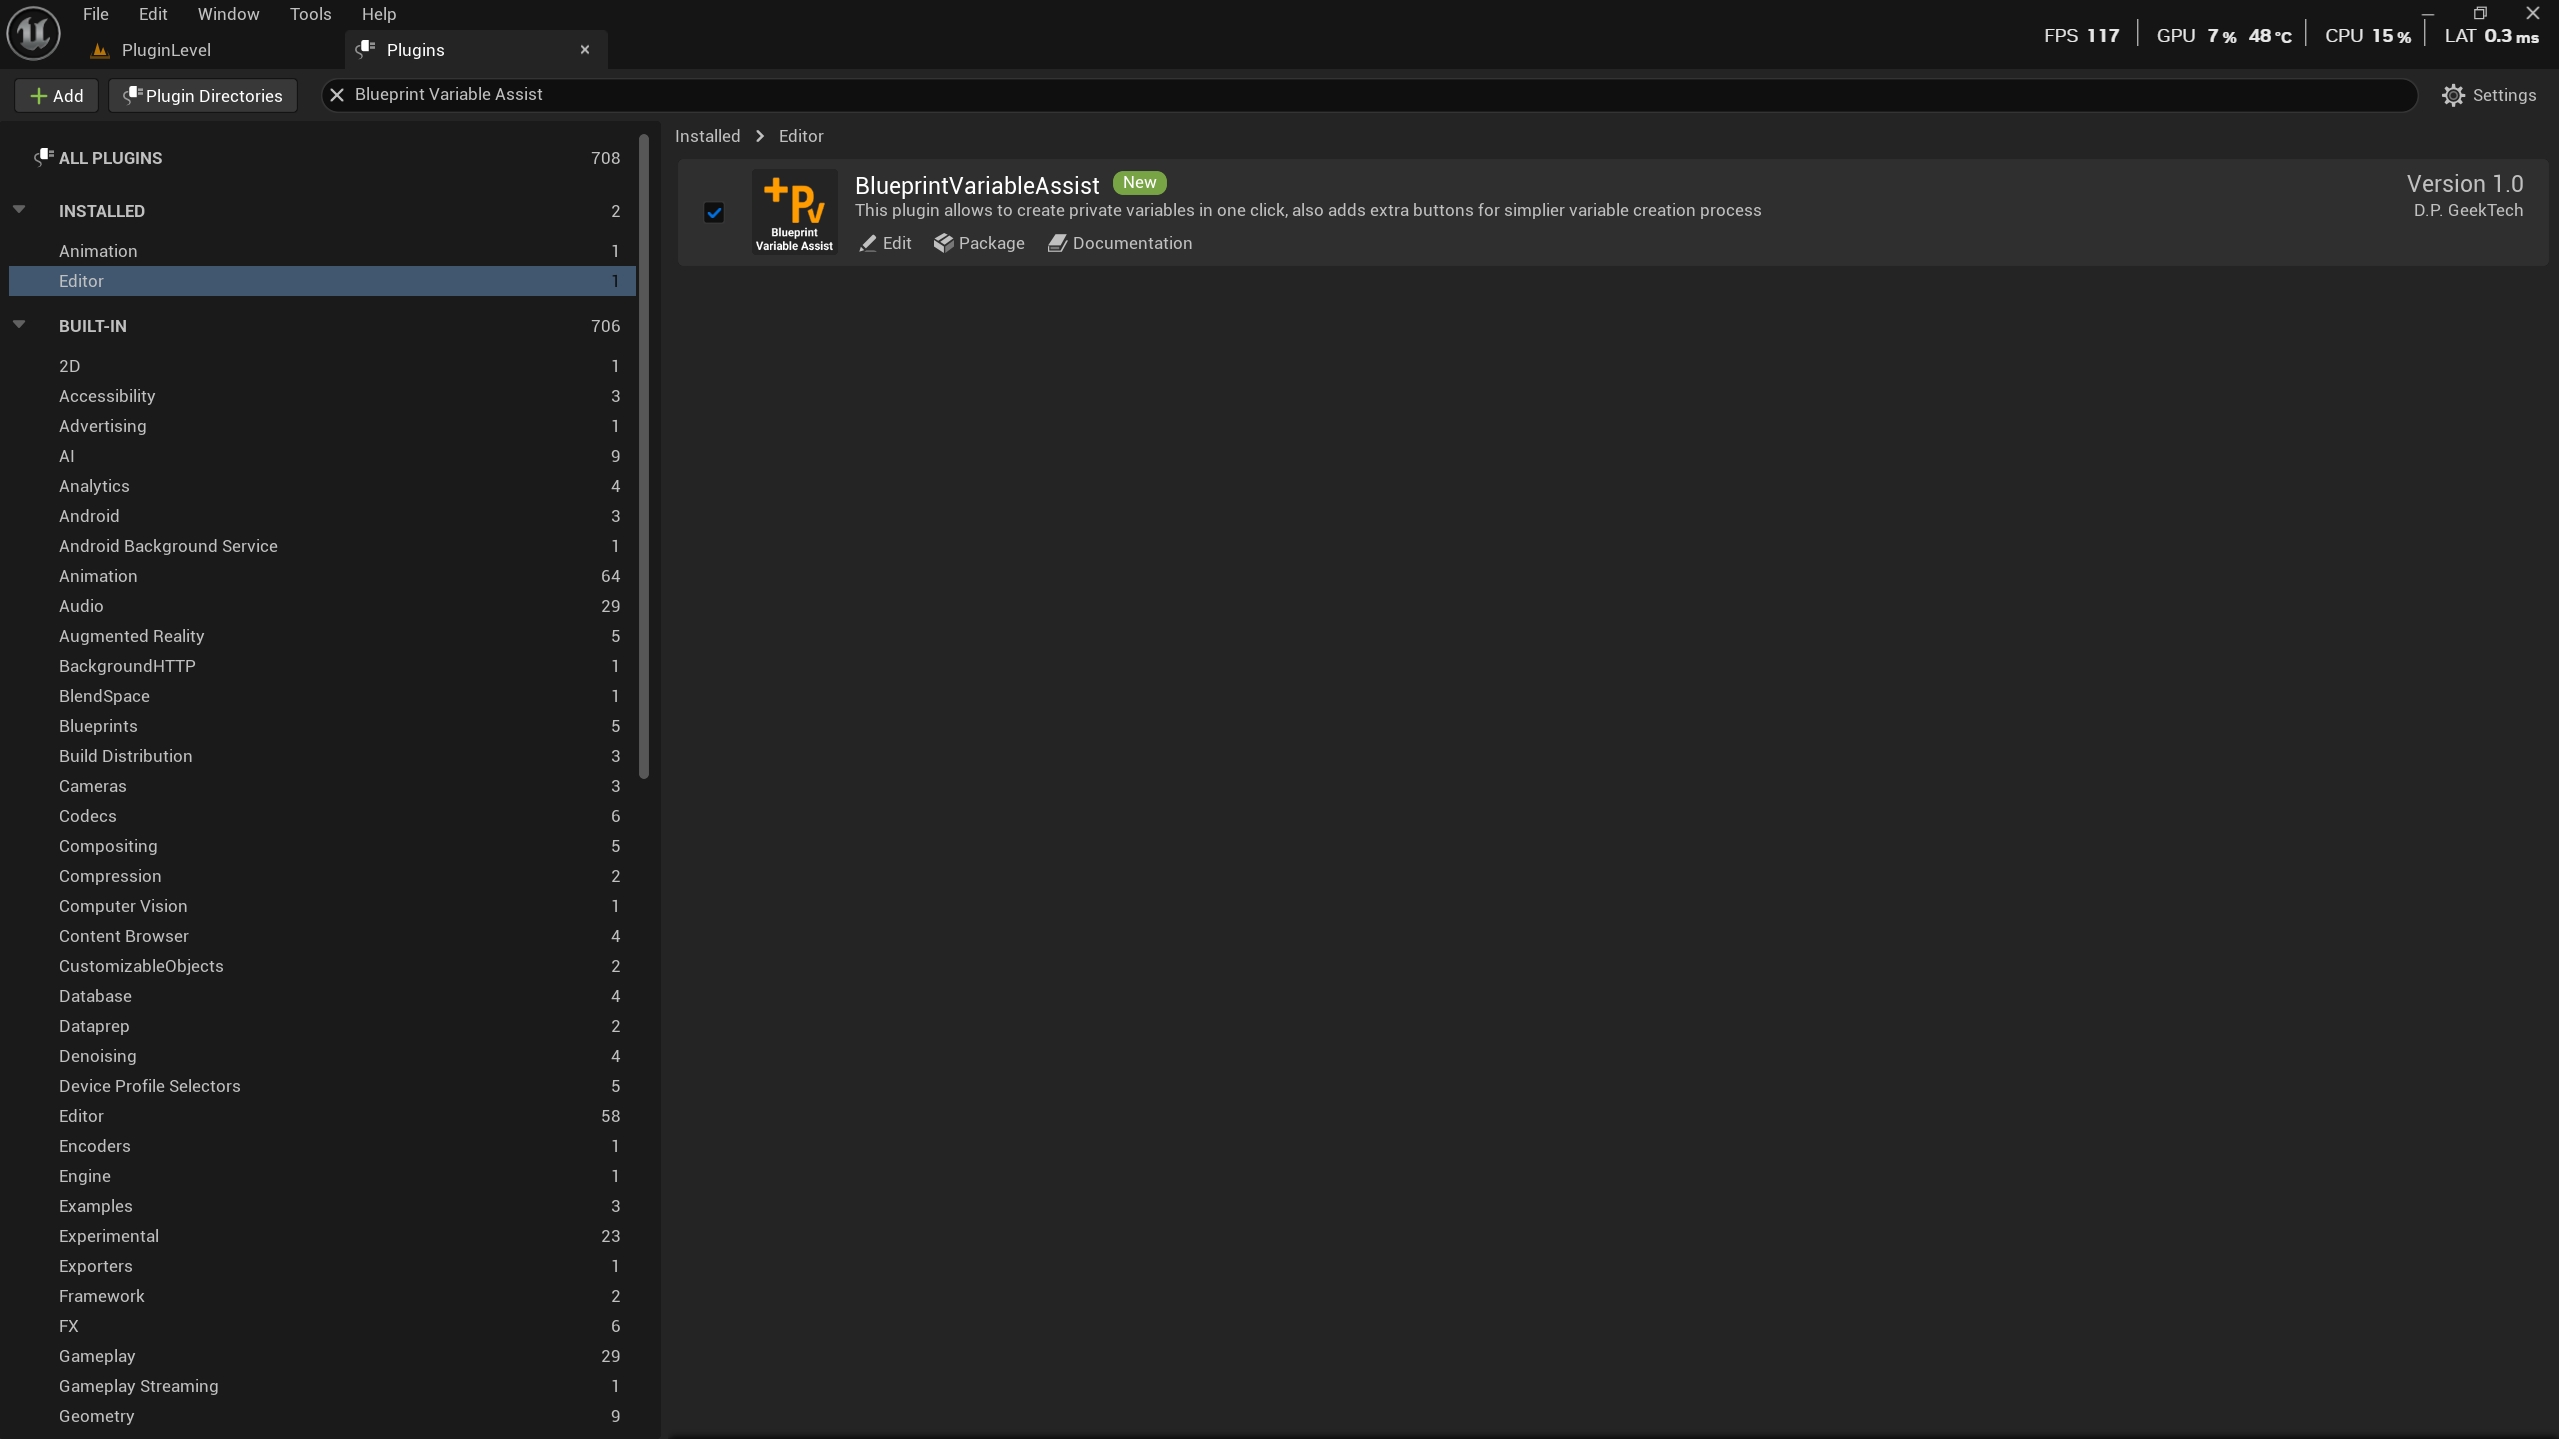 File Edit Window Tools Help
FPS 117 GPU 7 % 48 °C CPU 15 % LAT 0.3 ms
PluginLevel
Plugins
Add
Plugin Directories
Blueprint Variable Assist
Settings
ALL PLUGINS 708
INSTALLED 2
Animation 1
Editor 1
BUILT-IN 706
2D 1
Accessibility 3
Advertising 1
AI 9
Analytics 4
Android 3
Android Background Service 1
Animation 64
Audio 29
Augmented Reality 5
BackgroundHTTP 1
BlendSpace 1
Blueprints 5
Build Distribution 3
Cameras 3
Codecs 6
Compositing 5
Compression 2
Computer Vision 1
Content Browser 4
CustomizableObjects 2
Database 4
Dataprep 2
Denoising 4
Device Profile Selectors 5
Editor 58
Encoders 1
Engine 1
Examples 3
Experimental 23
Exporters 1
Framework 2
FX 6
Gameplay 29
Gameplay Streaming 1
Geometry 9
Installed > Editor
+Pv
Blueprint
Variable Assist
BlueprintVariableAssist New
This plugin allows to create private variables in one click, also adds extra buttons for simplier variable creation process
Edit Package Documentation
Version 1.0
D.P. GeekTech